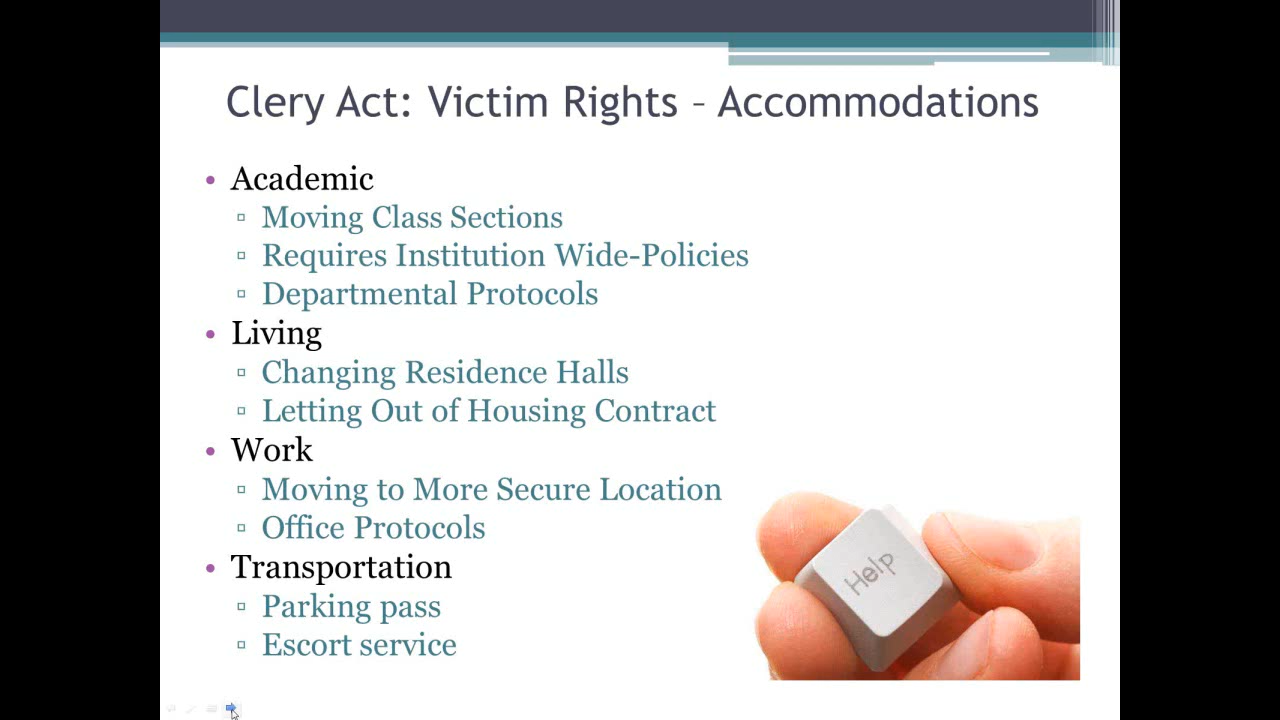 Clery Act: Victim Rights – Accommodations
• Academic
▫ Moving Class Sections
▫ Requires Institution Wide-Policies
▫ Departmental Protocols
• Living
▫ Changing Residence Halls
▫ Letting Out of Housing Contract
• Work
▫ Moving to More Secure Location
▫ Office Protocols
• Transportation
▫ Parking pass
▫ Escort service
Help